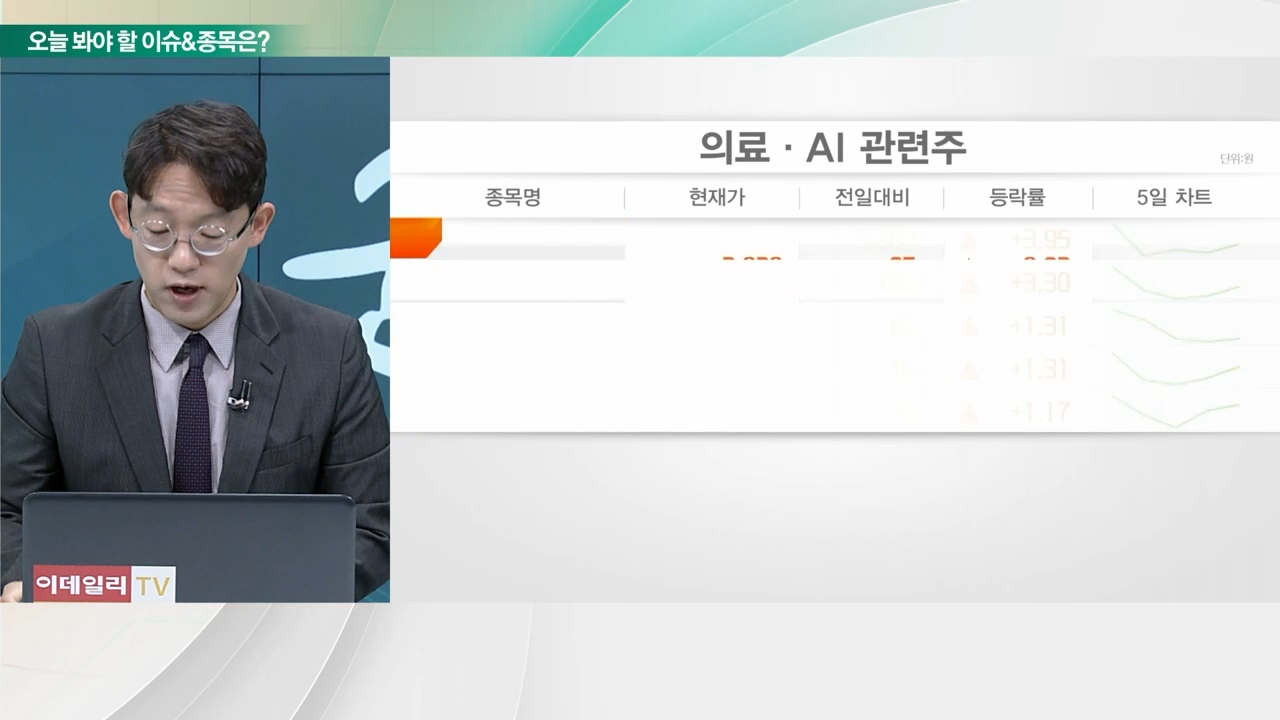 오늘 봐야 할 이슈&종목은?
의료 · AI 관련주
단위:원
종목명 현재가 전일대비 등락률 5일 차트
▲ +3.95
▲ +3.30
▲ +1.31
▲ +1.31
▲ +1.17
이데일리 TV